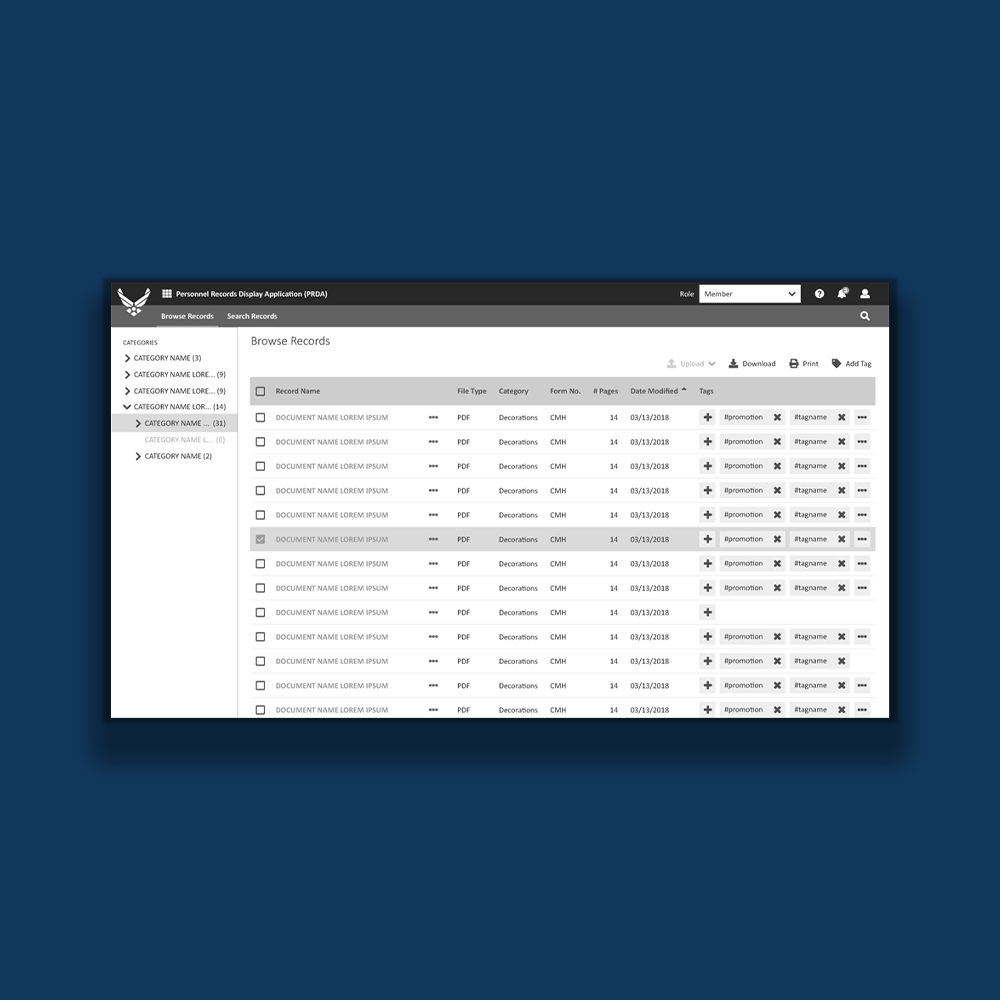 Personnel Records Display Application (PRDA) Role Member
Browse Records Search Records
CATEGORIES
CATEGORY NAME (3)
CATEGORY NAME LORE... (9)
CATEGORY NAME LORE... (9)
CATEGORY NAME LOR... (14)
CATEGORY NAME ... (31)
CATEGORY NAME L... (0)
CATEGORY NAME (2)
Browse Records
Upload Download Print Add Tag
Record Name File Type Category Form No. # Pages Date Modified Tags
DOCUMENT NAME LOREM IPSUM ••• PDF Decorations CMH 14 03/13/2018 #promotion #tagname •••
DOCUMENT NAME LOREM IPSUM ••• PDF Decorations CMH 14 03/13/2018 #promotion #tagname •••
DOCUMENT NAME LOREM IPSUM ••• PDF Decorations CMH 14 03/13/2018 #promotion #tagname •••
DOCUMENT NAME LOREM IPSUM ••• PDF Decorations CMH 14 03/13/2018 #promotion #tagname •••
DOCUMENT NAME LOREM IPSUM ••• PDF Decorations CMH 14 03/13/2018 #promotion #tagname •••
DOCUMENT NAME LOREM IPSUM ••• PDF Decorations CMH 14 03/13/2018 #promotion #tagname •••
DOCUMENT NAME LOREM IPSUM ••• PDF Decorations CMH 14 03/13/2018 #promotion #tagname •••
DOCUMENT NAME LOREM IPSUM ••• PDF Decorations CMH 14 03/13/2018 #promotion #tagname •••
DOCUMENT NAME LOREM IPSUM ••• PDF Decorations CMH 14 03/13/2018
DOCUMENT NAME LOREM IPSUM ••• PDF Decorations CMH 14 03/13/2018 #promotion #tagname •••
DOCUMENT NAME LOREM IPSUM ••• PDF Decorations CMH 14 03/13/2018 #promotion #tagname
DOCUMENT NAME LOREM IPSUM ••• PDF Decorations CMH 14 03/13/2018 #promotion #tagname •••
DOCUMENT NAME LOREM IPSUM ••• PDF Decorations CMH 14 03/13/2018 #promotion #tagname •••